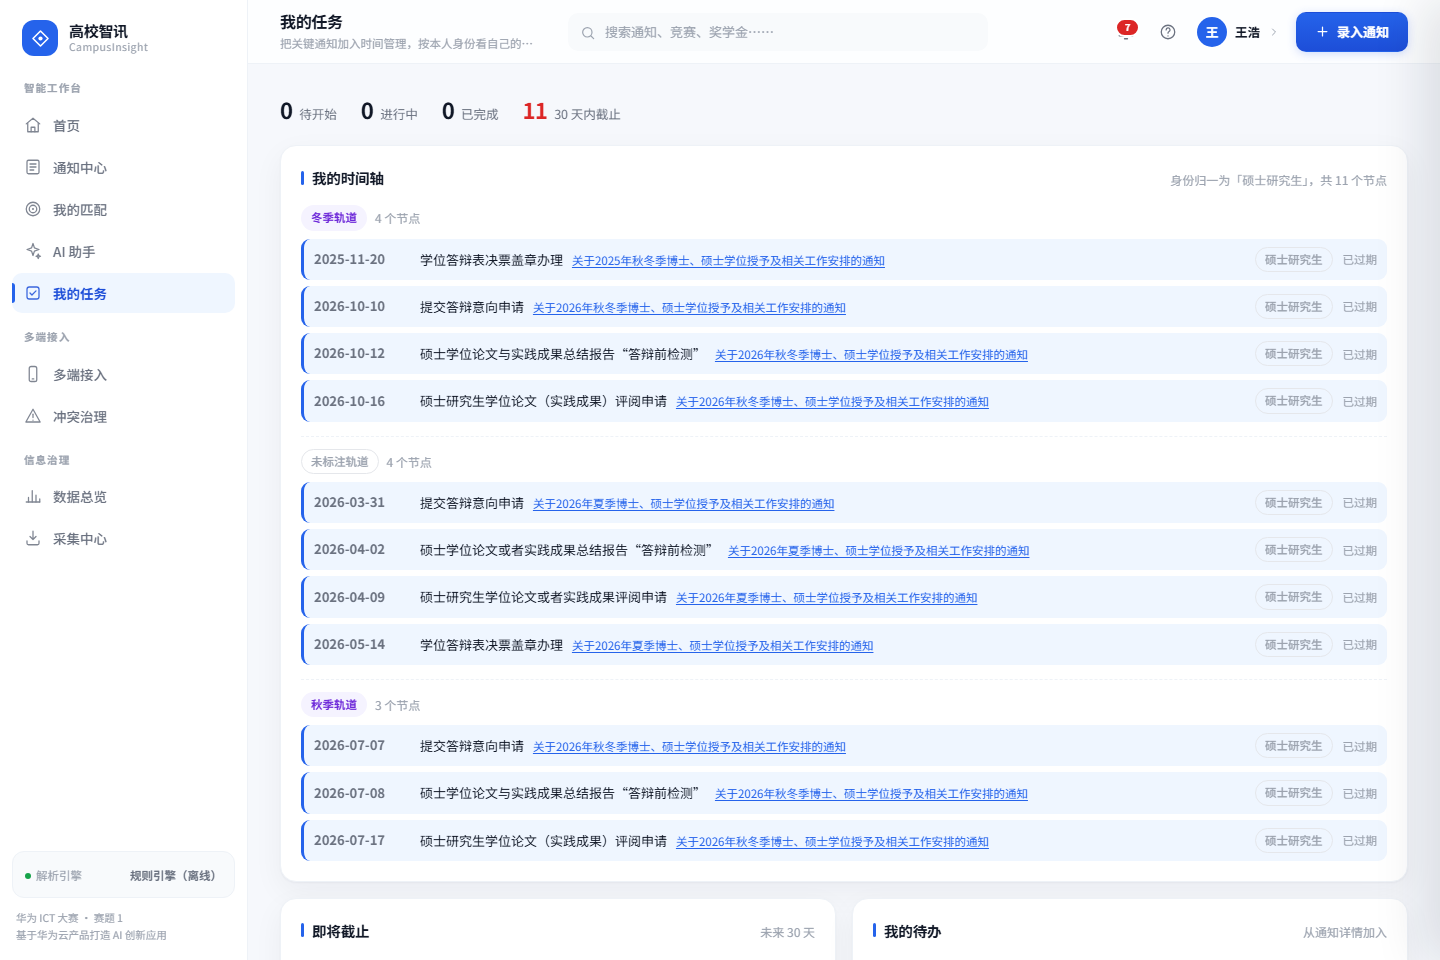 高校智讯
CampusInsight
智能工作台
首页
通知中心
我的匹配
AI 助手
我的任务
多端接入
多端接入
冲突治理
信息治理
数据总览
采集中心
解析引擎 规则引擎（离线）
华为 ICT 大赛 · 赛题 1
基于华为云产品打造 AI 创新应用
我的任务
把关键通知加入时间管理，按本人身份看自己的…
搜索通知、竞赛、奖学金……
7
王 王浩
录入通知
0 待开始 0 进行中 0 已完成 11 30 天内截止
我的时间轴 身份归一为「硕士研究生」，共 11 个节点
冬季轨道 4 个节点
2025-11-20 学位答辩表决票盖章办理 关于2025年秋冬季博士、硕士学位授予及相关工作安排的通知 硕士研究生 已过期
2026-10-10 提交答辩意向申请 关于2026年秋冬季博士、硕士学位授予及相关工作安排的通知 硕士研究生 已过期
2026-10-12 硕士学位论文与实践成果总结报告“答辩前检测” 关于2026年秋冬季博士、硕士学位授予及相关工作安排的通知 硕士研究生 已过期
2026-10-16 硕士研究生学位论文（实践成果）评阅申请 关于2026年秋冬季博士、硕士学位授予及相关工作安排的通知 硕士研究生 已过期
未标注轨道 4 个节点
2026-03-31 提交答辩意向申请 关于2026年夏季博士、硕士学位授予及相关工作安排的通知 硕士研究生 已过期
2026-04-02 硕士学位论文或者实践成果总结报告“答辩前检测” 关于2026年夏季博士、硕士学位授予及相关工作安排的通知 硕士研究生 已过期
2026-04-09 硕士研究生学位论文或者实践成果评阅申请 关于2026年夏季博士、硕士学位授予及相关工作安排的通知 硕士研究生 已过期
2026-05-14 学位答辩表决票盖章办理 关于2026年夏季博士、硕士学位授予及相关工作安排的通知 硕士研究生 已过期
秋季轨道 3 个节点
2026-07-07 提交答辩意向申请 关于2026年秋冬季博士、硕士学位授予及相关工作安排的通知 硕士研究生 已过期
2026-07-08 硕士学位论文与实践成果总结报告“答辩前检测” 关于2026年秋冬季博士、硕士学位授予及相关工作安排的通知 硕士研究生 已过期
2026-07-17 硕士研究生学位论文（实践成果）评阅申请 关于2026年秋冬季博士、硕士学位授予及相关工作安排的通知 硕士研究生 已过期
即将截止 未来 30 天
我的待办 从通知详情加入